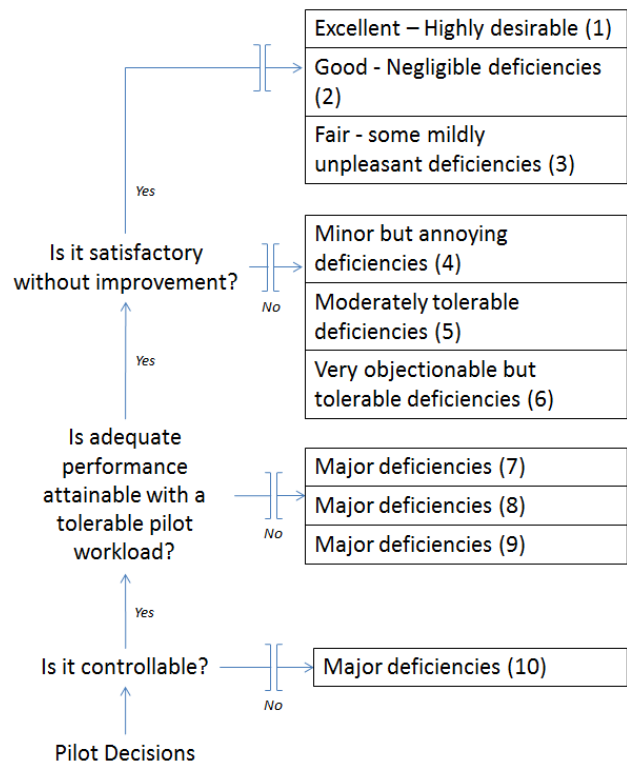 Excellent – Highly desirable (1)
Good - Negligible deficiencies
(2)
Fair - some mildly
unpleasant deficiencies (3)
Yes
Is it satisfactory
without improvement?
No
Minor but annoying
deficiencies (4)
Moderately tolerable
deficiencies (5)
Very objectionable but
tolerable deficiencies (6)
Yes
Is adequate
performance
attainable with a
tolerable pilot
workload?
No
Major deficiencies (7)
Major deficiencies (8)
Major deficiencies (9)
Yes
Is it controllable?
No
Major deficiencies (10)
Pilot Decisions